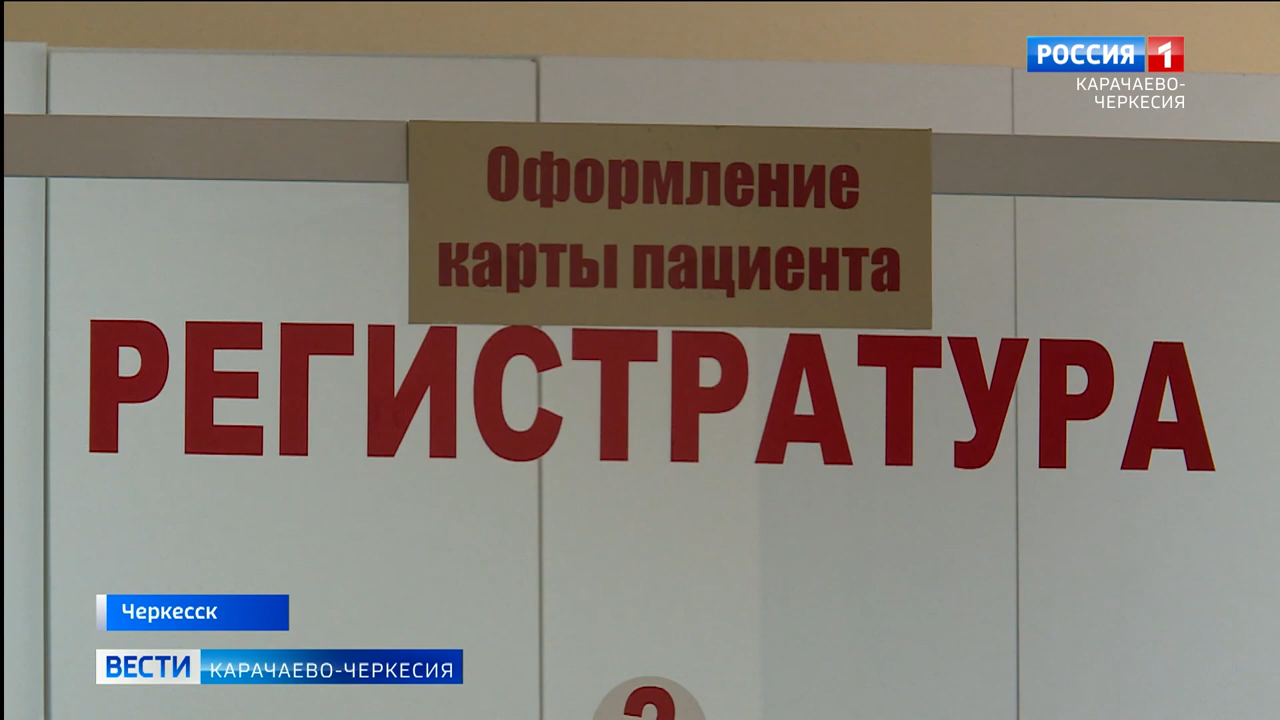 РОССИЯ 1
КАРАЧАЕВО-
ЧЕРКЕСИЯ
Оформление
карты пациента
РЕГИСТРАТУРА
Черкесск
ВЕСТИ КАРАЧАЕВО-ЧЕРКЕСИЯ